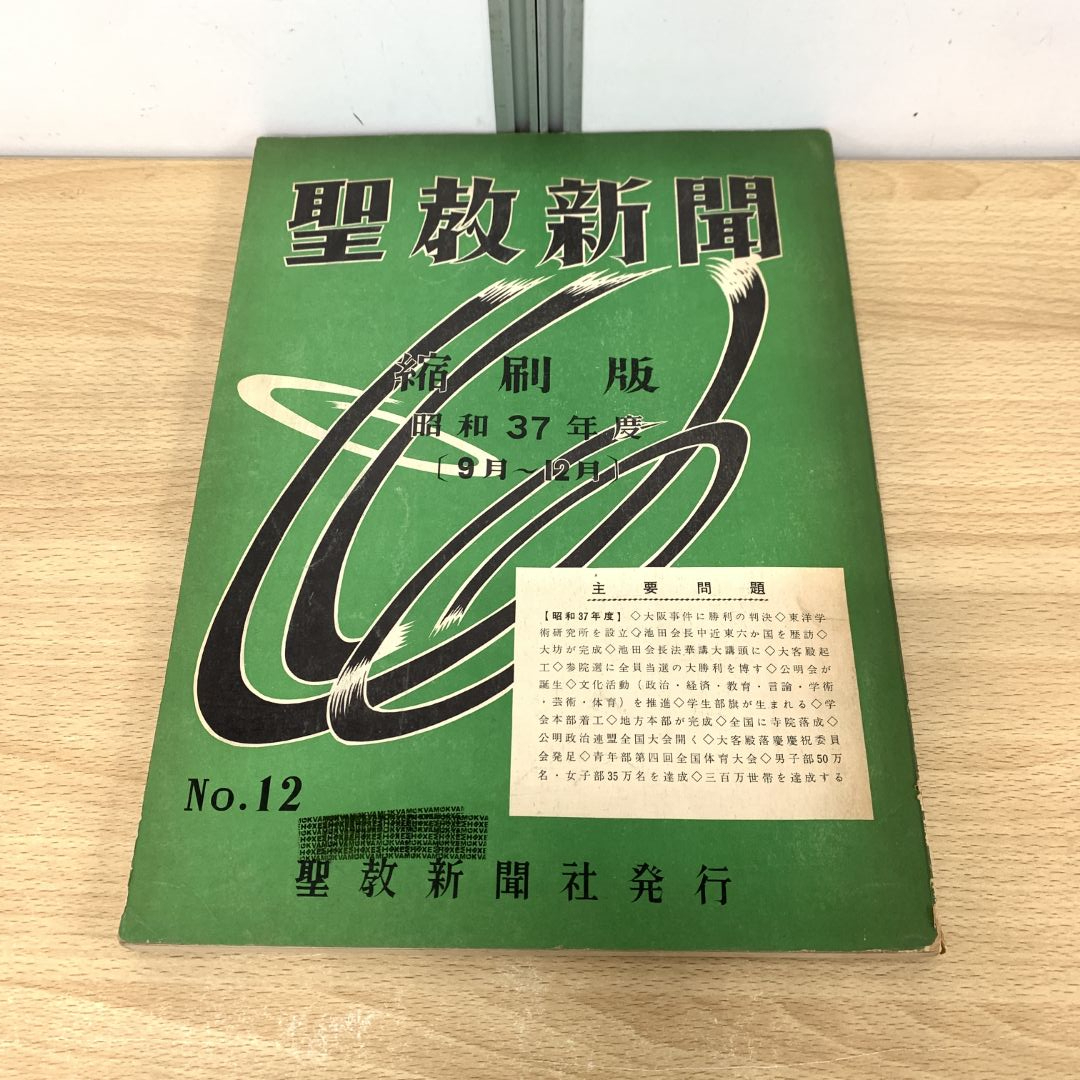 聖教新聞
縮刷版
昭和37年度
〔9月～12月〕
主要問題
【昭和37年度】◇大阪事件に勝利の判決◇東洋学
術研究所を設立◇池田会長中近東六か国を歴訪◇
大坊が完成◇池田会長法華講大講頭に◇大客殿起
工◇参院選に全員当選の大勝利を博す◇公明会が
誕生◇文化活動（政治・経済・教育・言論・学術
・芸術・体育）を推進◇学生部旗が生まれる◇学
会本部着工◇地方本部が完成◇全国に寺院落成◇
公明政治連盟全国大会開く◇大客殿落慶慶祝委員
会発足◇青年部第四回全国体育大会◇男子部50万
名・女子部35万名を達成◇三百万世帯を達成する
No.12
聖教新聞社発行